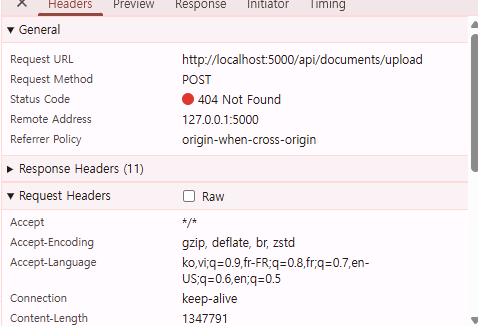 Headers Preview Response Initiator Timing
General
Request URL http://localhost:5000/api/documents/upload
Request Method POST
Status Code 404 Not Found
Remote Address 127.0.0.1:5000
Referrer Policy origin-when-cross-origin
Response Headers (11)
Request Headers Raw
Accept */*
Accept-Encoding gzip, deflate, br, zstd
Accept-Language ko,vi;q=0.9,fr-FR;q=0.8,fr;q=0.7,en-
US;q=0.6,en;q=0.5
Connection keep-alive
Content-Length 1347791